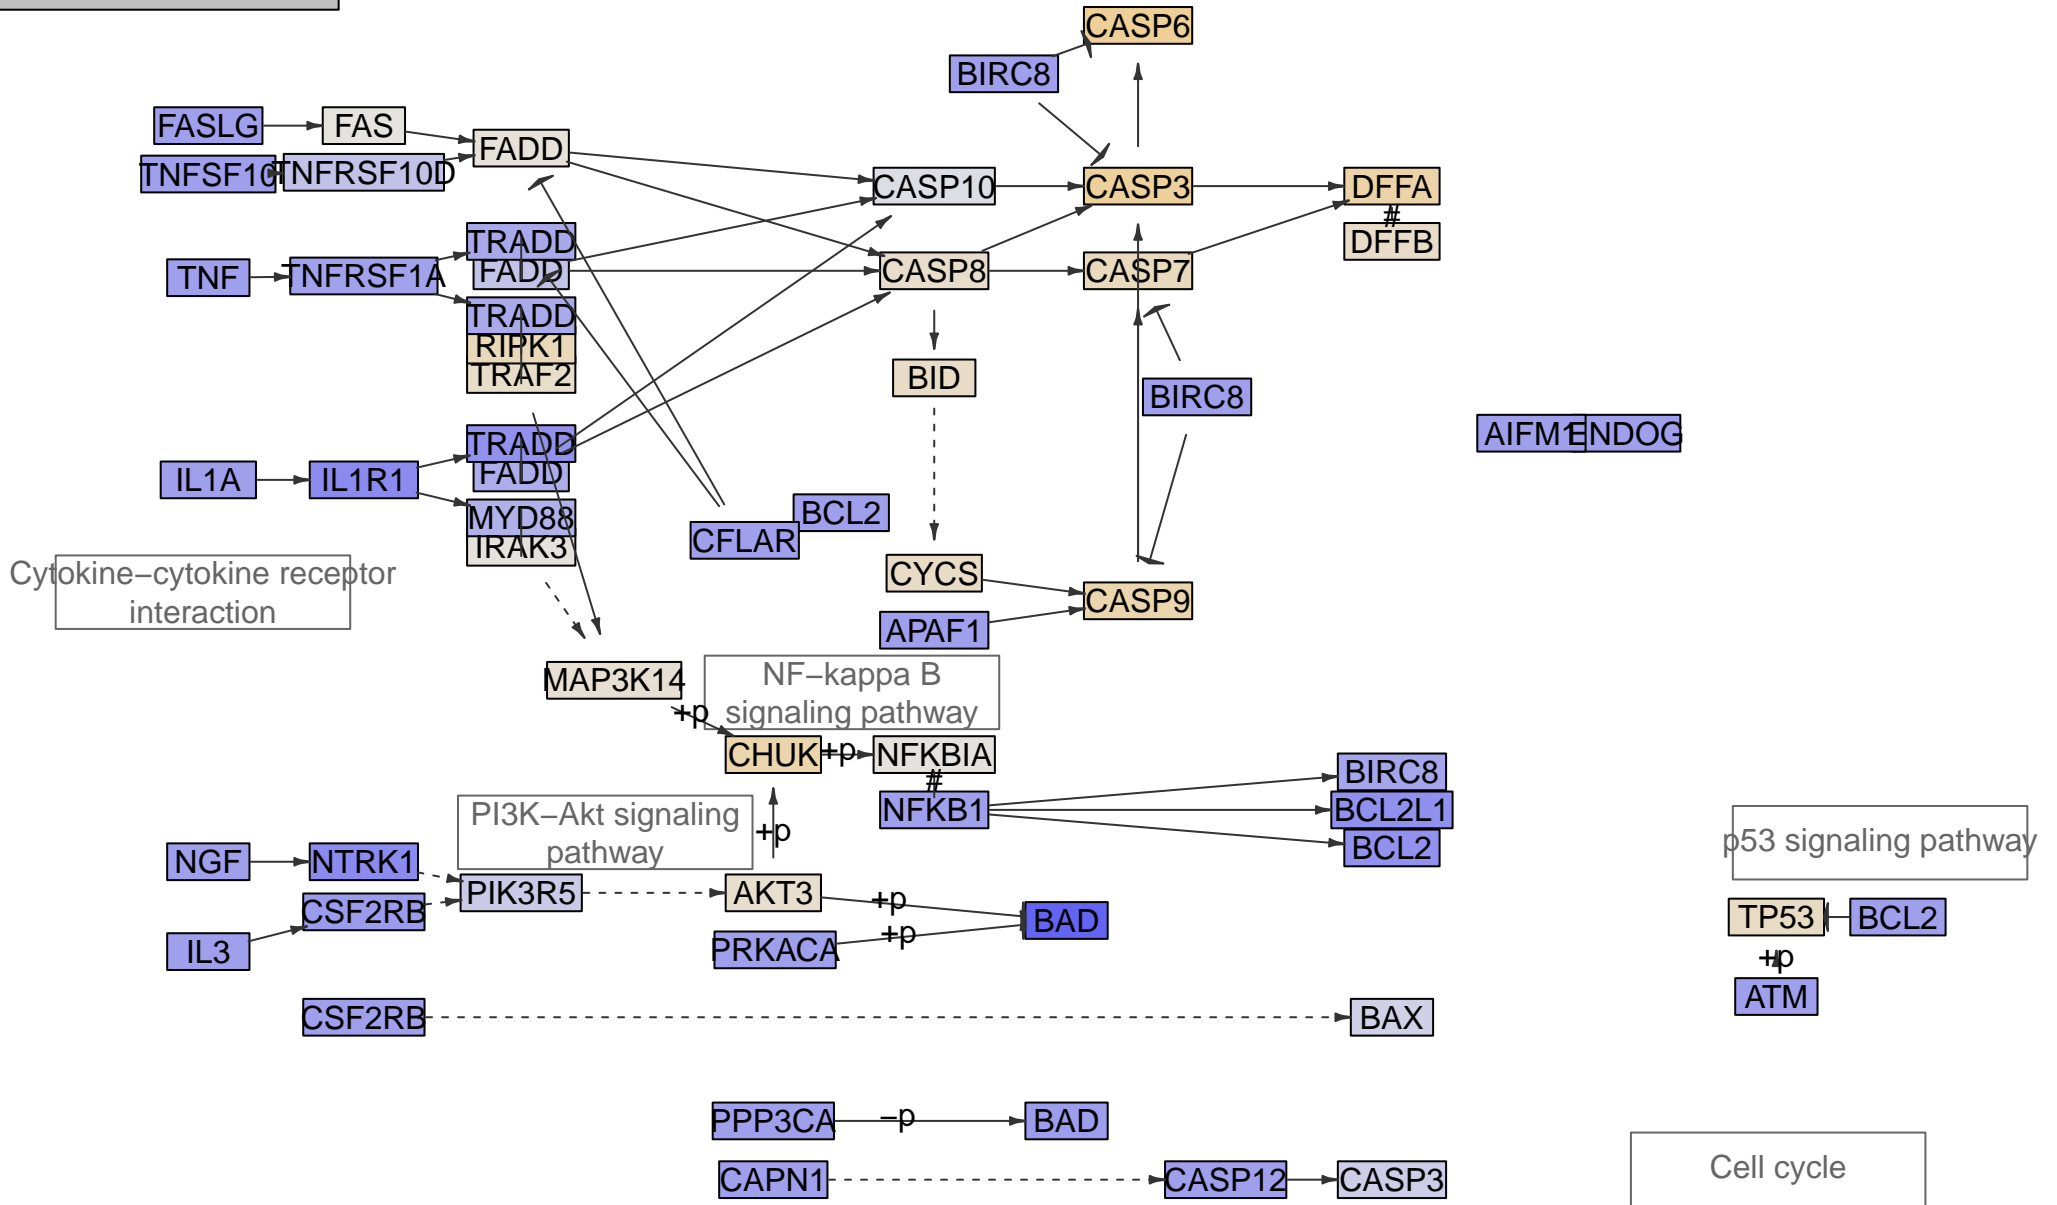 CASP6
BIRC8
FASLG
FAS
FADD
TNFSF10
TNFRSF10D
CASP10
CASP3
DFFA
#
DFFB
TRADD
FADD
TNF
TNFRSF1A
CASP8
CASP7
TRADD
RIPK1
TRAF2
BID
BIRC8
TRADD
FADD
IL1A
IL1R1
AIFM1
ENDOG
MYD88
IRAK3
BCL2
CFLAR
CYCS
CASP9
APAF1
Cytokine−cytokine receptor
interaction
MAP3K14
NF−kappa B
signaling pathway
+p
CHUK
+p
NFKBIA
#
NFKB1
BIRC8
BCL2L1
BCL2
PI3K−Akt signaling
pathway
+p
p53 signaling pathway
NGF
NTRK1
CSF2RB
PIK3R5
AKT3
+p
BAD
TP53
BCL2
IL3
PRKACA
+p
+p
ATM
CSF2RB
BAX
PPP3CA
−p
BAD
CAPN1
CASP12
CASP3
Cell cycle